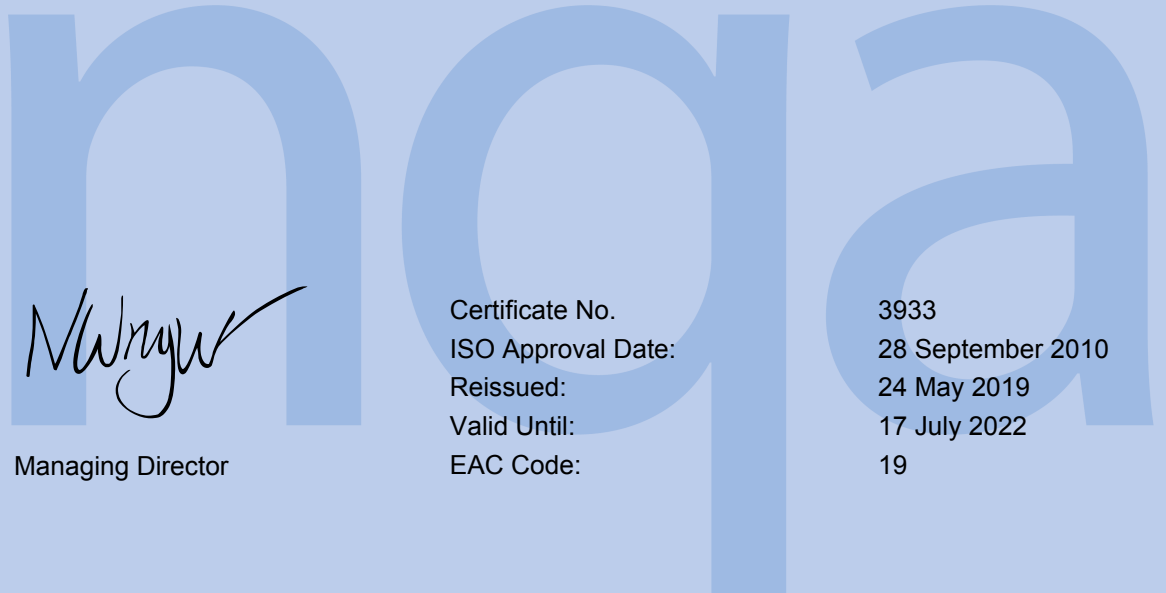 nqa
Certificate No. 3933
ISO Approval Date: 28 September 2010
Reissued: 24 May 2019
Valid Until: 17 July 2022
Managing Director EAC Code: 19